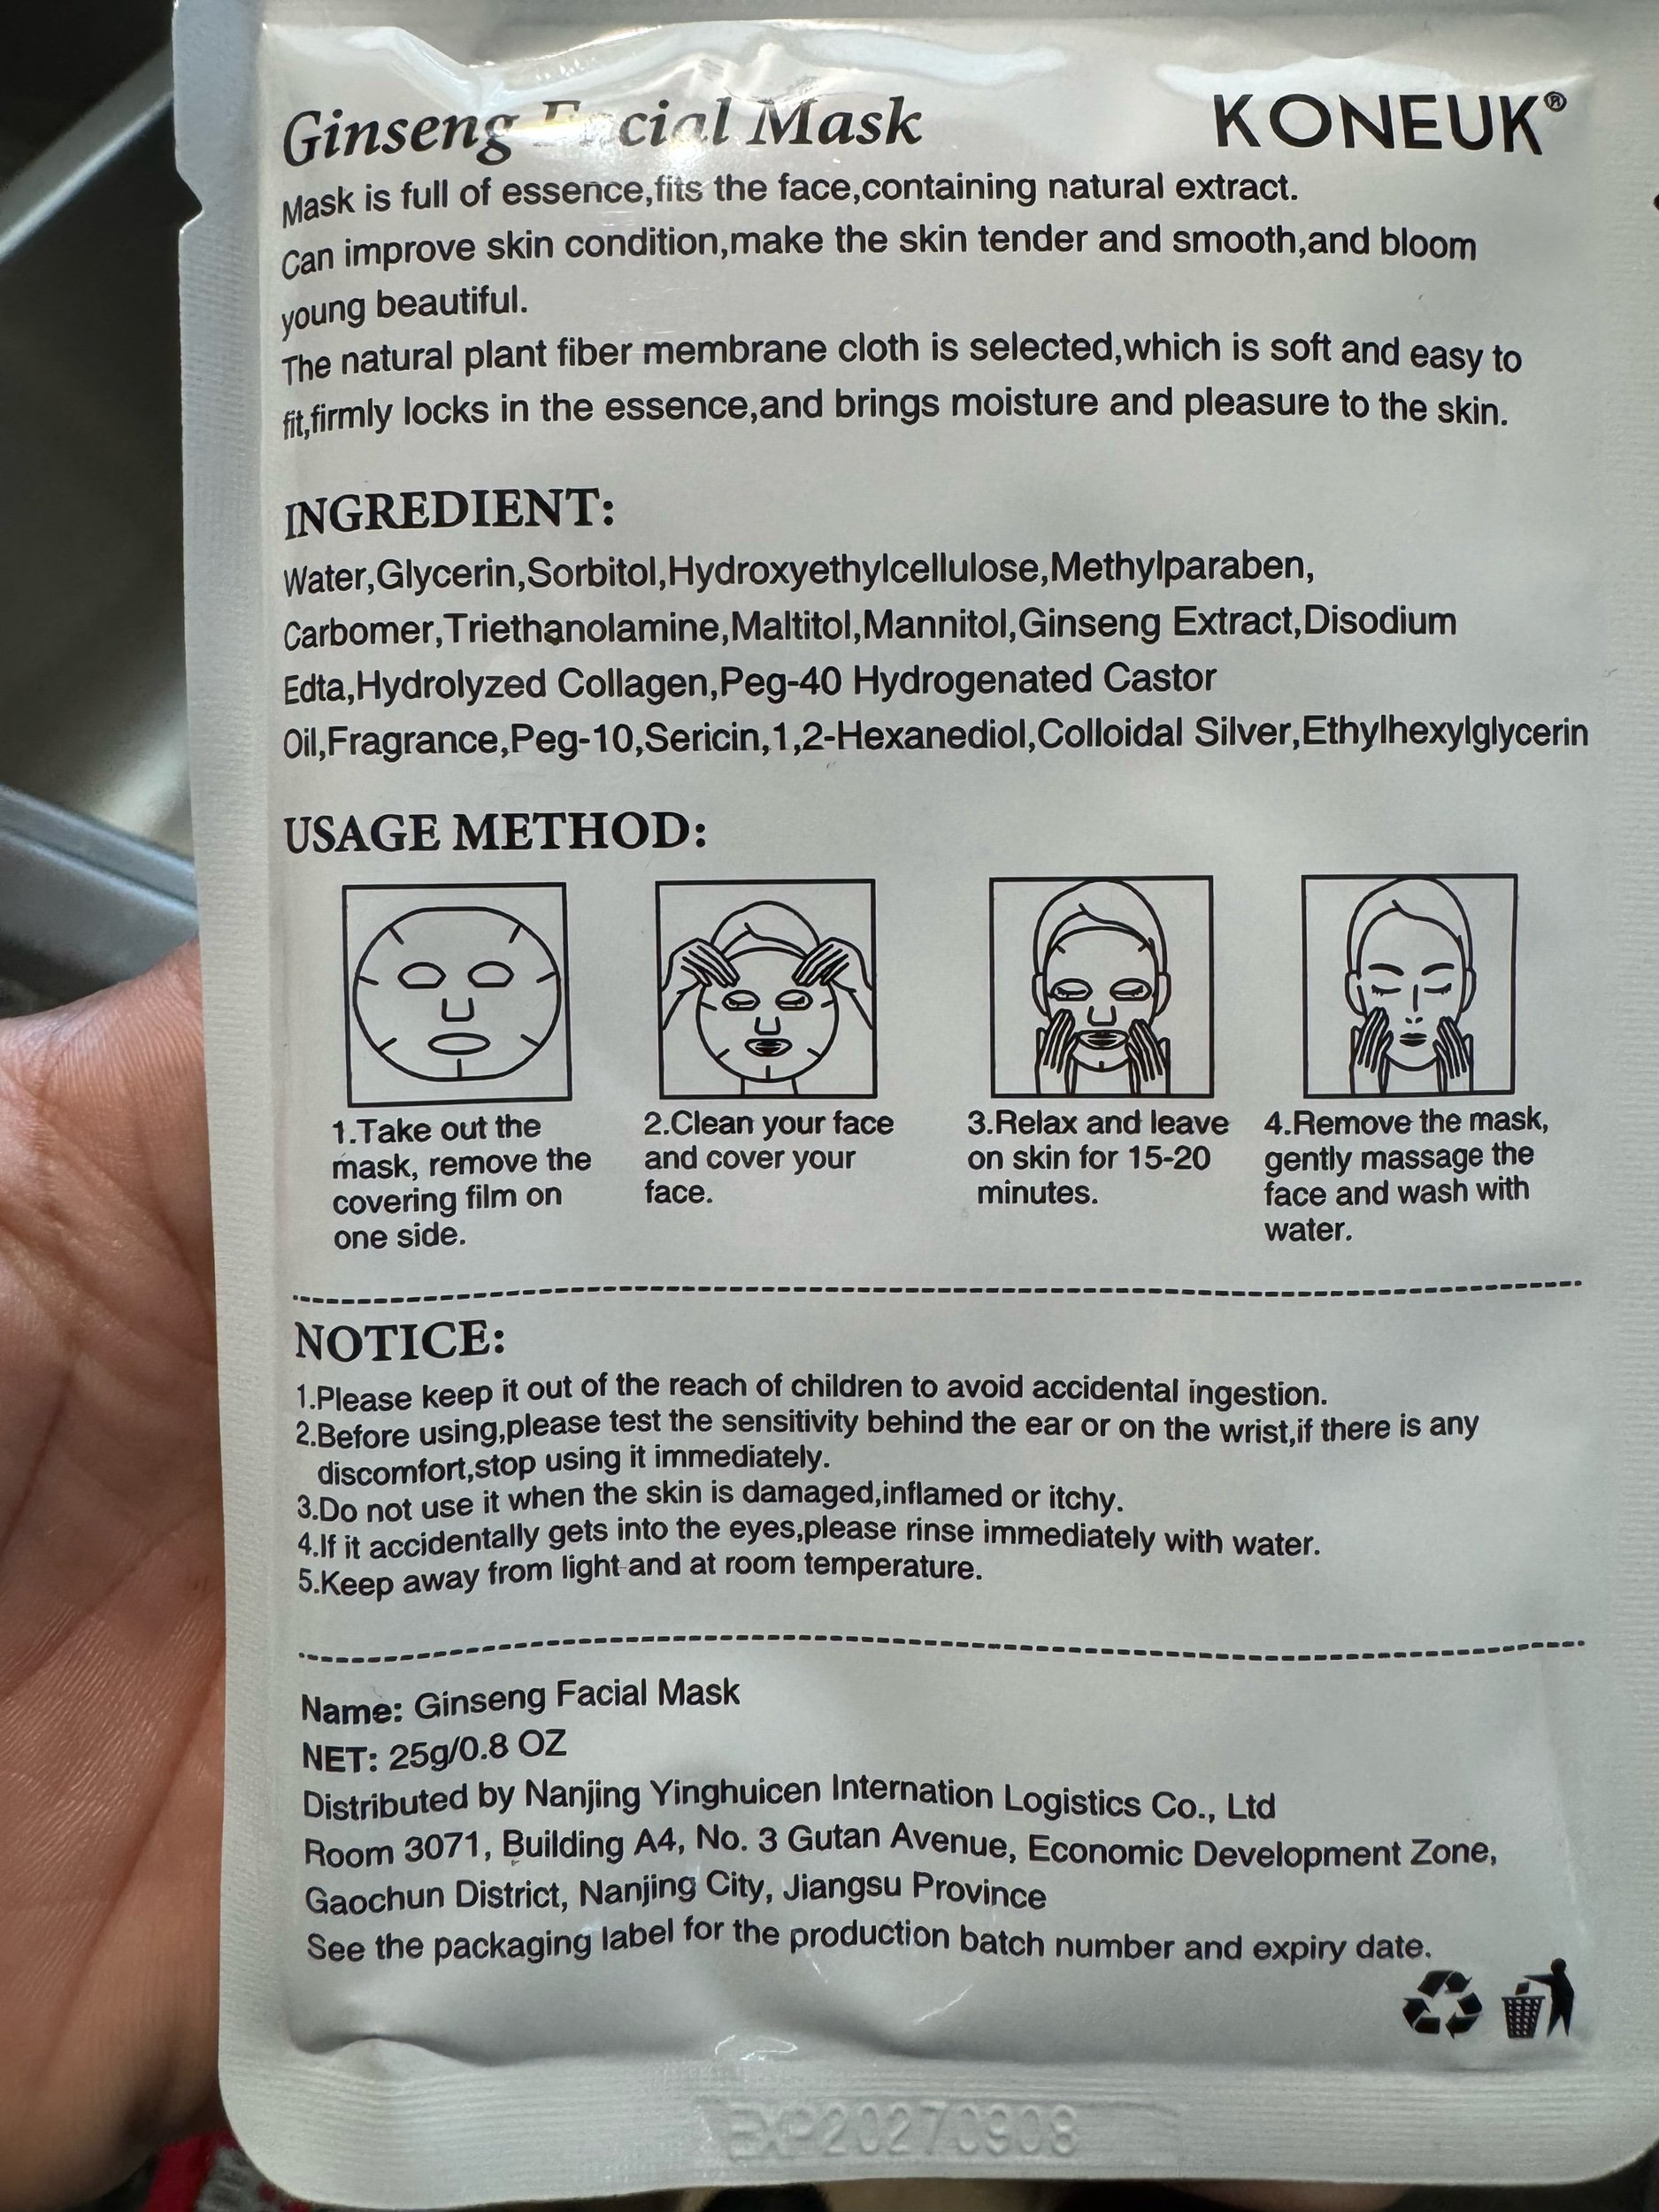 Ginseng Facial Mask
KONEUK®
Mask is full of essence,fits the face,containing natural extract.
Can improve skin condition,make the skin tender and smooth,and bloom
young beautiful.
The natural plant fiber membrane cloth is selected,which is soft and easy to
fit,firmly locks in the essence,and brings moisture and pleasure to the skin.
INGREDIENT:
Water,Glycerin,Sorbitol,Hydroxyethylcellulose,Methylparaben,
Carbomer,Triethanolamine,Maltitol,Mannitol,Ginseng Extract,Disodium
Edta,Hydrolyzed Collagen,Peg-40 Hydrogenated Castor
Oil,Fragrance,Peg-10,Sericin,1,2-Hexanediol,Colloidal Silver,Ethylhexylglycerin
USAGE METHOD:
1.Take out the
mask, remove the
covering film on
one side.
2.Clean your face
and cover your
face.
3.Relax and leave
on skin for 15-20
minutes.
4.Remove the mask,
gently massage the
face and wash with
water.
NOTICE:
1.Please keep it out of the reach of children to avoid accidental ingestion.
2.Before using,please test the sensitivity behind the ear or on the wrist,if there is any
discomfort,stop using it immediately.
3.Do not use it when the skin is damaged,inflamed or itchy.
4.If it accidentally gets into the eyes,please rinse immediately with water.
5.Keep away from light and at room temperature.
Name: Ginseng Facial Mask
NET: 25g/0.8 OZ
Distributed by Nanjing Yinghuicen Internation Logistics Co., Ltd
Room 3071, Building A4, No. 3 Gutan Avenue, Economic Development Zone,
Gaochun District, Nanjing City, Jiangsu Province
See the packaging label for the production batch number and expiry date.
EXP20270908